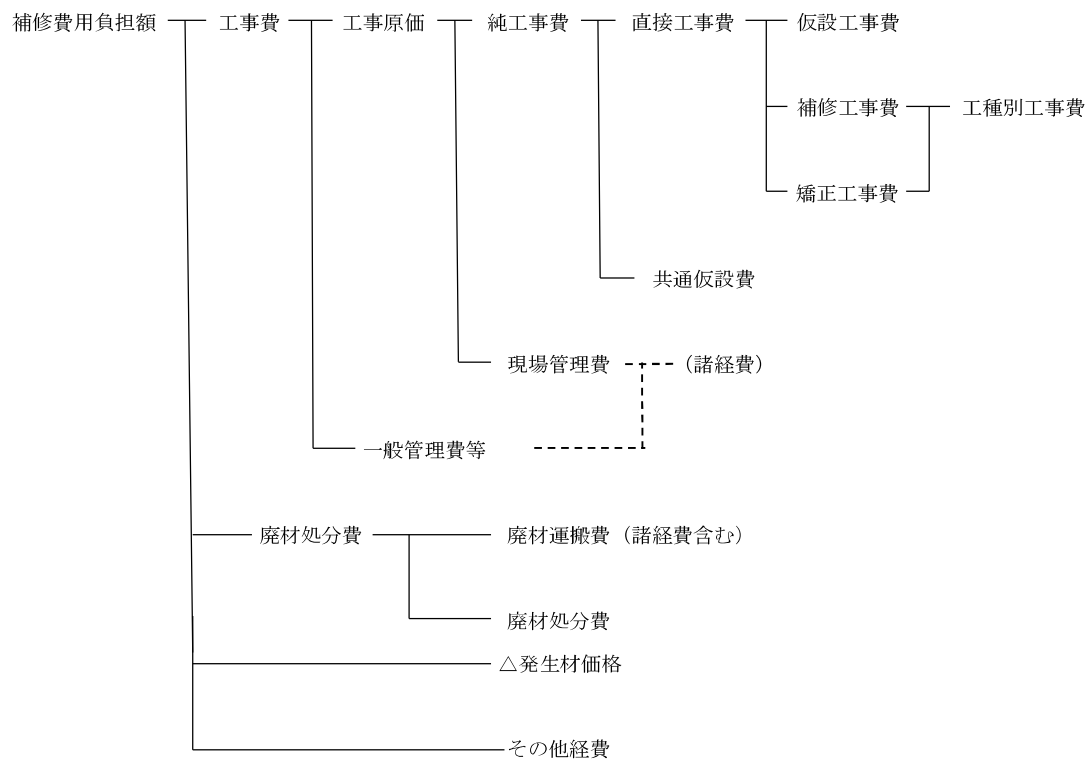 補修費用負担額 工事費 工事原価 純工事費 直接工事費 仮設工事費
補修工事費 工種別工事費
矯正工事費
共通仮設費
現場管理費 (諸経費)
一般管理費等
廃材処分費 廃材運搬費（諸経費含む）
廃材処分費
△発生材価格
その他経費